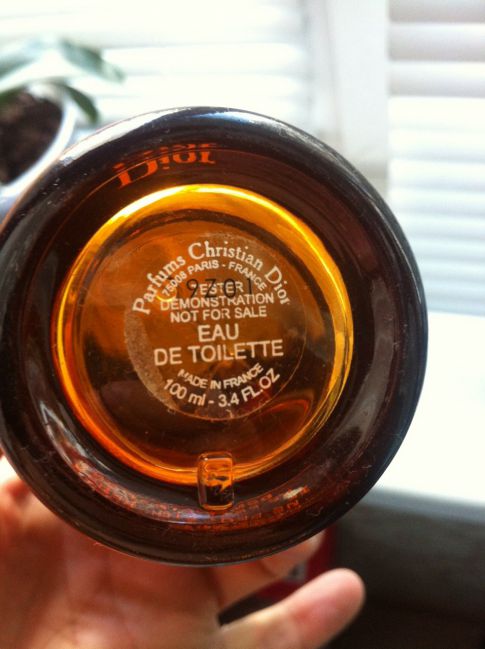 Dior
Parfums Christian Dior
75008 PARIS - FRANCE
TESTER
DEMONSTRATION
NOT FOR SALE
EAU
DE TOILETTE
MADE IN FRANCE
100 ml - 3.4 FL.OZ